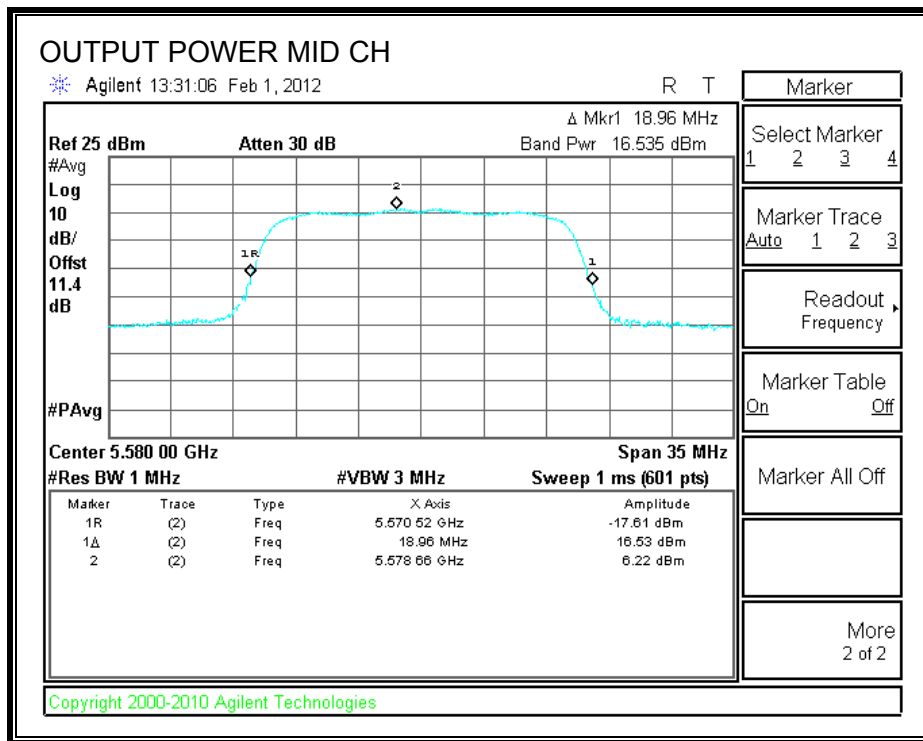 OUTPUT POWER MID CH
Agilent 13:31:06 Feb 1, 2012 R T
Δ Mkr1 18.96 MHz
Ref 25 dBm Atten 30 dB Band Pwr 16.535 dBm
#Avg
Log
10
dB/
Offst
11.4
dB
2
1R
1
#PAvg
Center 5.580 00 GHz Span 35 MHz
#Res BW 1 MHz #VBW 3 MHz Sweep 1 ms (601 pts)
Marker Trace Type X Axis Amplitude
1R (2) Freq 5.570 52 GHz -17.61 dBm
1Δ (2) Freq 18.96 MHz 16.53 dBm
2 (2) Freq 5.578 66 GHz 6.22 dBm
Marker
Select Marker
1 2 3 4
Marker Trace
Auto 1 2 3
Readout
Frequency
Marker Table
On Off
Marker All Off
More
2 of 2
Copyright 2000-2010 Agilent Technologies